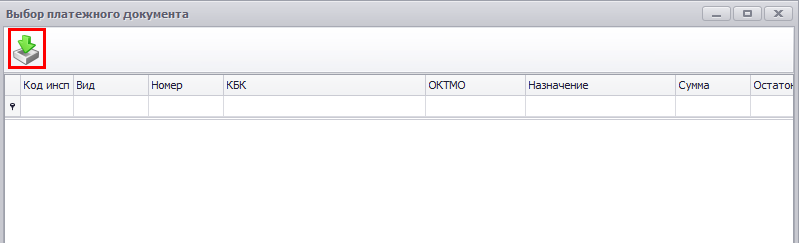 Выбор платежного документа
Код инсп Вид Номер КБК ОКТМО Назначение Сумма Остаток